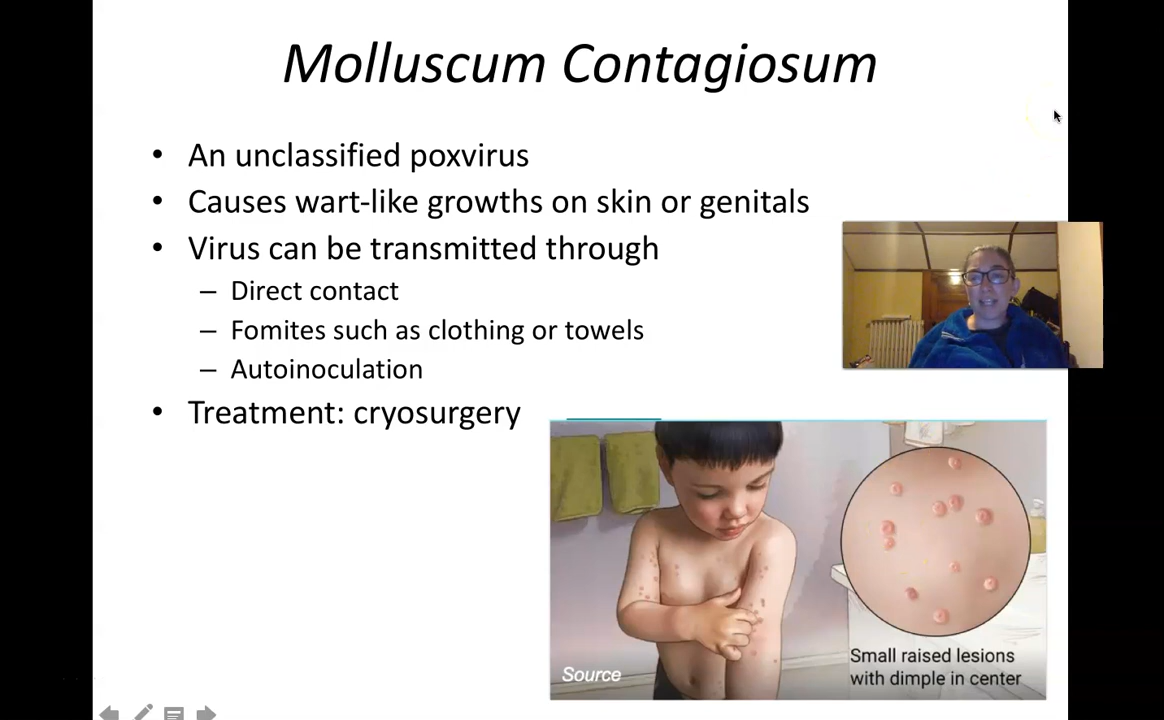 Molluscum Contagiosum
• An unclassified poxvirus
• Causes wart-like growths on skin or genitals
• Virus can be transmitted through
– Direct contact
– Fomites such as clothing or towels
– Autoinoculation
• Treatment: cryosurgery
Source
Small raised lesions
with dimple in center